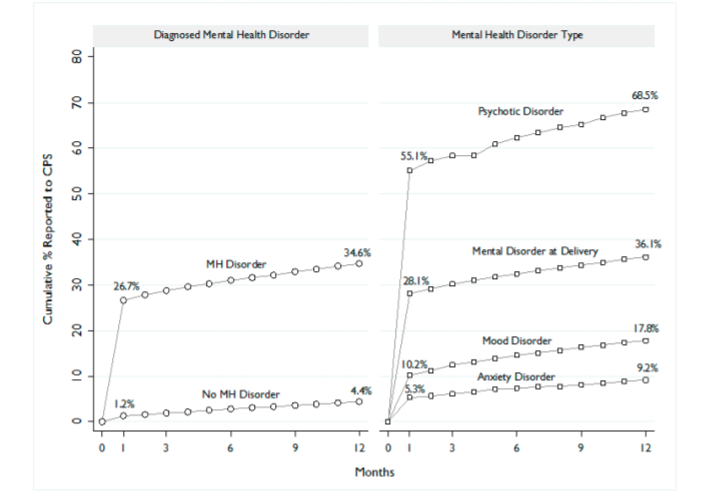 Diagnosed Mental Health Disorder
Mental Health Disorder Type
Cumulative % Reported to CPS
80
70
60
50
40
30
20
10
0
26.7%
MH Disorder
34.6%
1.2%
No MH Disorder
4.4%
Psychotic Disorder
68.5%
55.1%
Mental Disorder at Delivery
36.1%
28.1%
Mood Disorder
17.8%
10.2%
Anxiety Disorder
9.2%
5.3%
0 1 3 6 9 12
0 1 3 6 9 12
Months